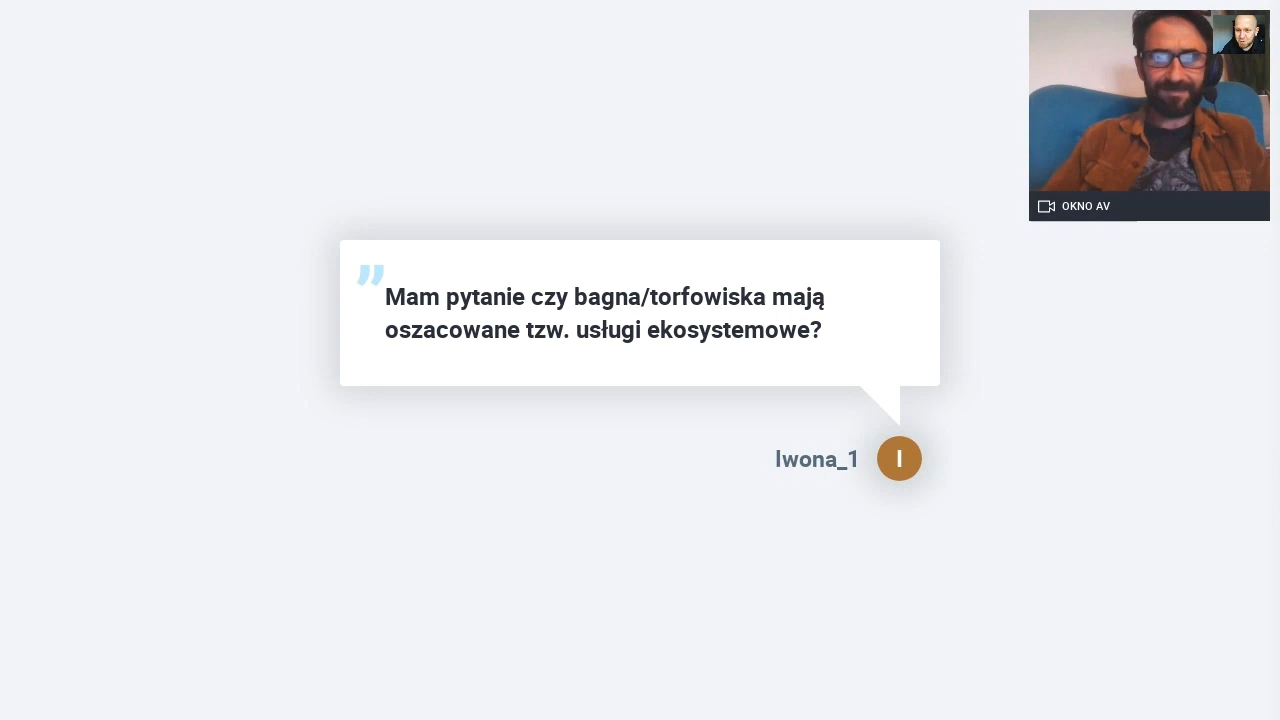 OKNO AV
” Mam pytanie czy bagna/torfowiska mają
oszacowane tzw. usługi ekosystemowe?
Iwona_1 I